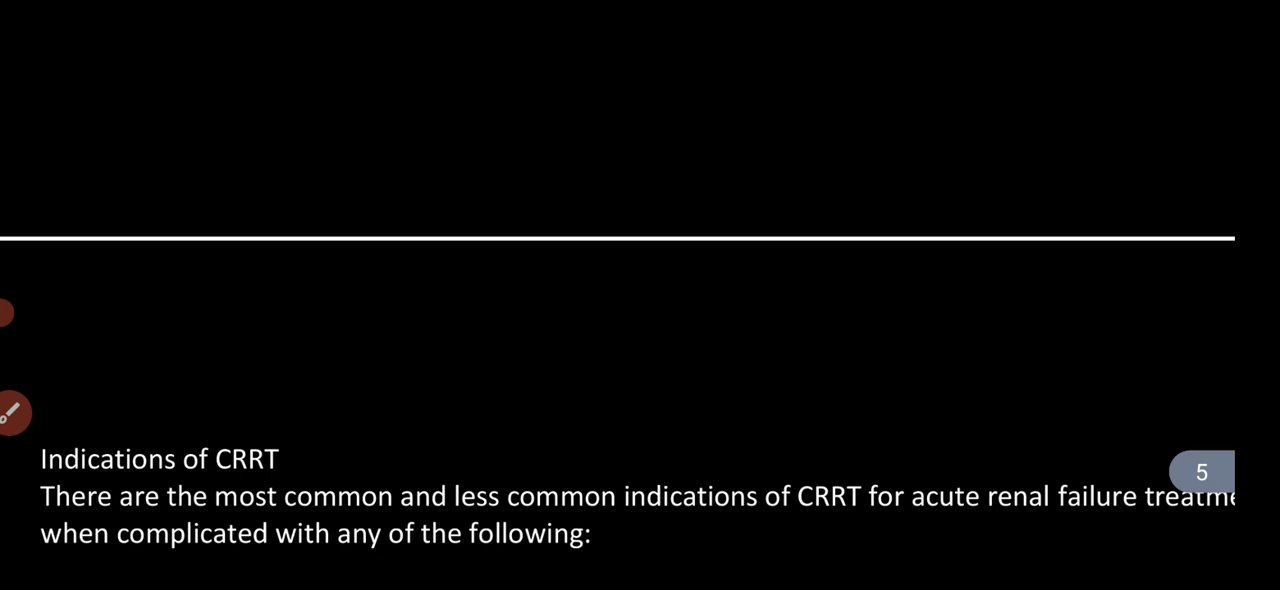 Indications of CRRT
5
There are the most common and less common indications of CRRT for acute renal failure
when complicated with any of the following: